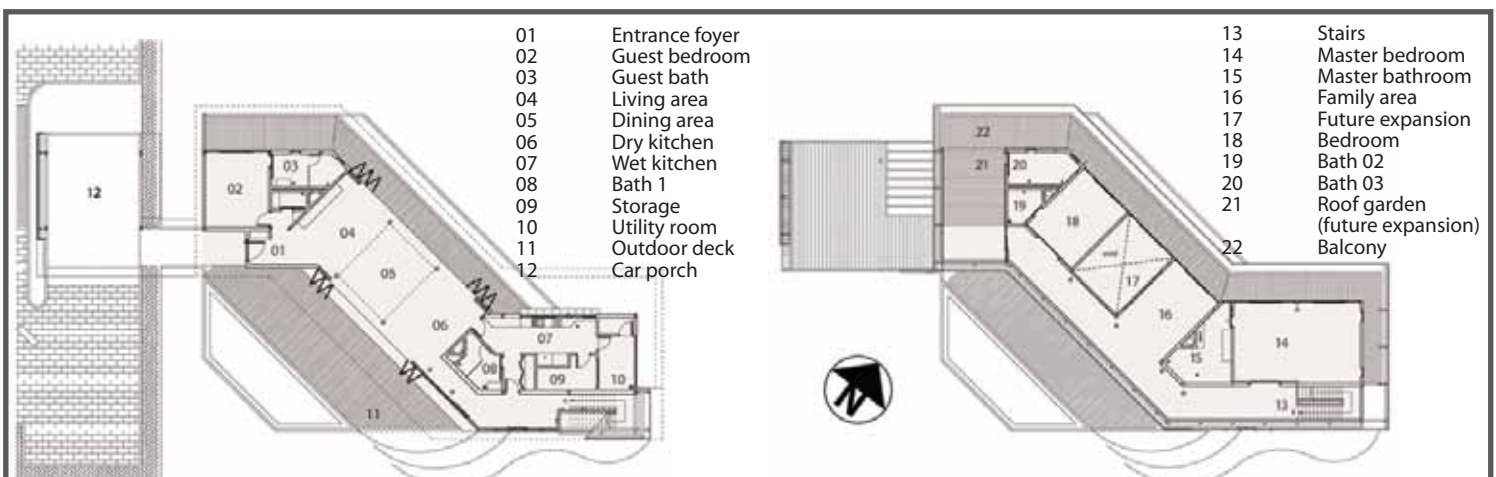 01 Entrance foyer
02 Guest bedroom
03 Guest bath
04 Living area
05 Dining area
06 Dry kitchen
07 Wet kitchen
08 Bath 1
09 Storage
10 Utility room
11 Outdoor deck
12 Car porch
13 Stairs
14 Master bedroom
15 Master bathroom
16 Family area
17 Future expansion
18 Bedroom
19 Bath 02
20 Bath 03
21 Roof garden
(future expansion)
22 Balcony
12
02
03
01
04
05
06
07
08
09
10
11
22
21
20
19
18
void
17
16
15
14
13
N